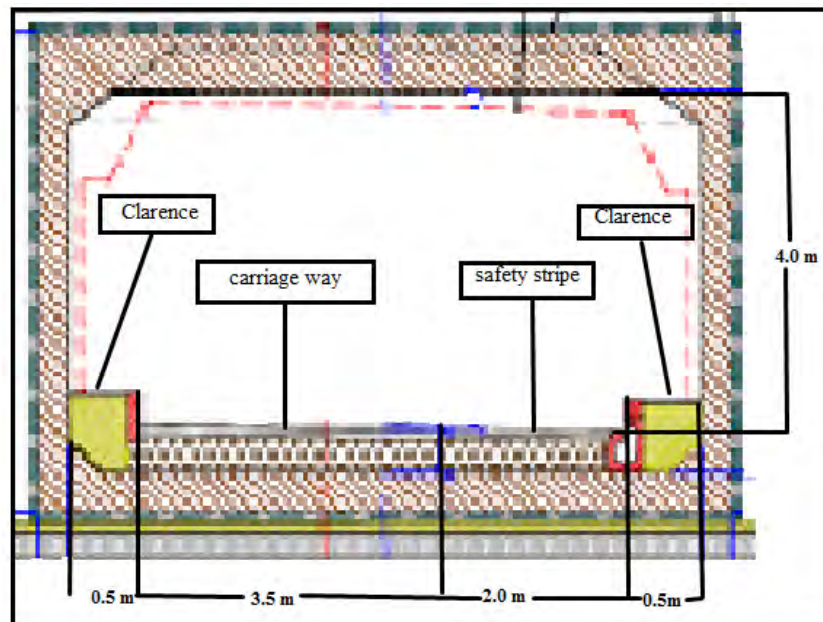 Clarence
Clarence
carriage way
safety stripe
4.0 m
0.5 m
3.5 m
2.0 m
0.5m